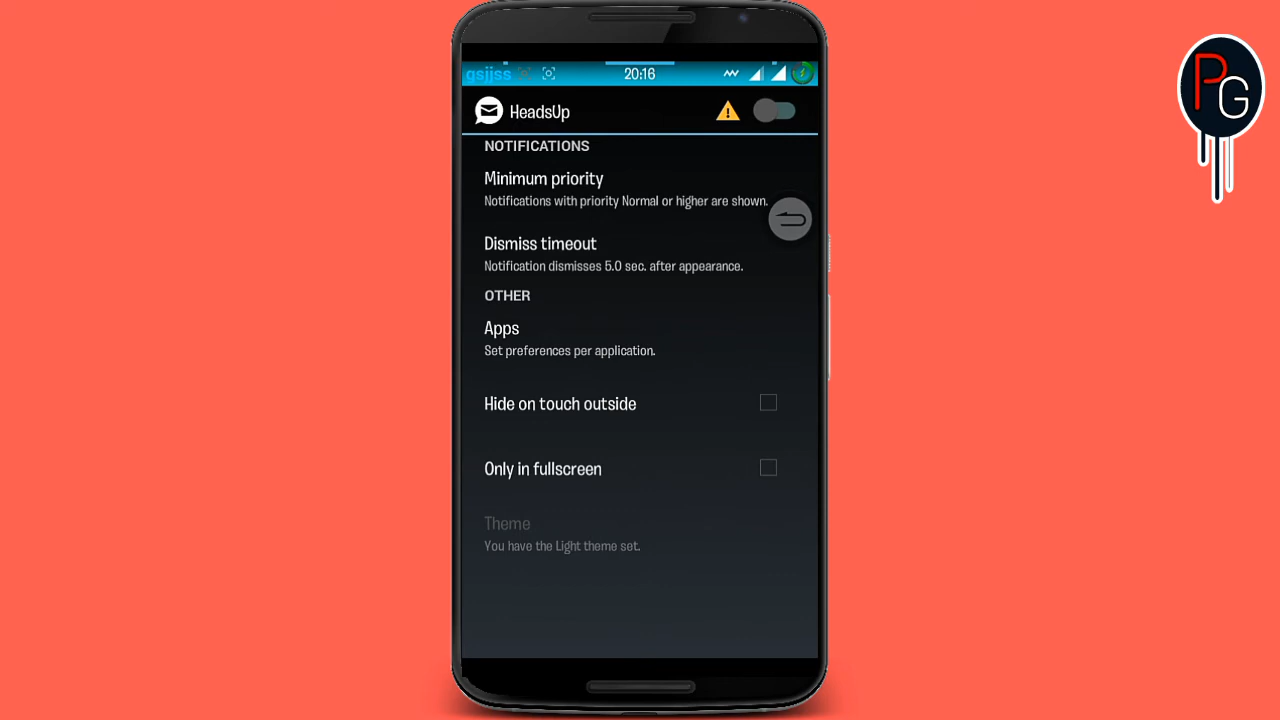 gsjjss 20:16
HeadsUp
NOTIFICATIONS
Minimum priority
Notifications with priority Normal or higher are shown.
Dismiss timeout
Notification dismisses 5.0 sec. after appearance.
OTHER
Apps
Set preferences per application.
Hide on touch outside
Only in fullscreen
Theme
You have the Light theme set.
PG